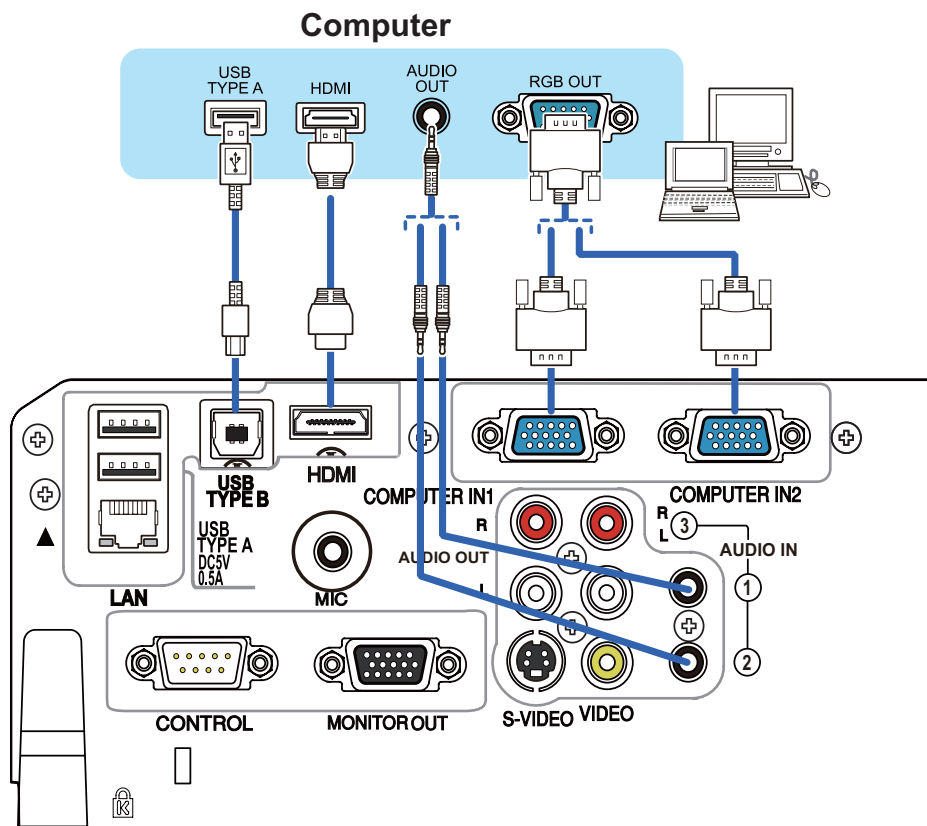 Computer
USB
TYPE A
HDMI
AUDIO
OUT
RGB OUT
USB
TYPE B
HDMI
COMPUTER IN1
COMPUTER IN2
USB
TYPE A
DC5V
0.5A
LAN
MIC
R
AUDIO OUT
L
R
L
3
AUDIO IN
1
2
CONTROL
MONITOR OUT
S-VIDEO
VIDEO
K